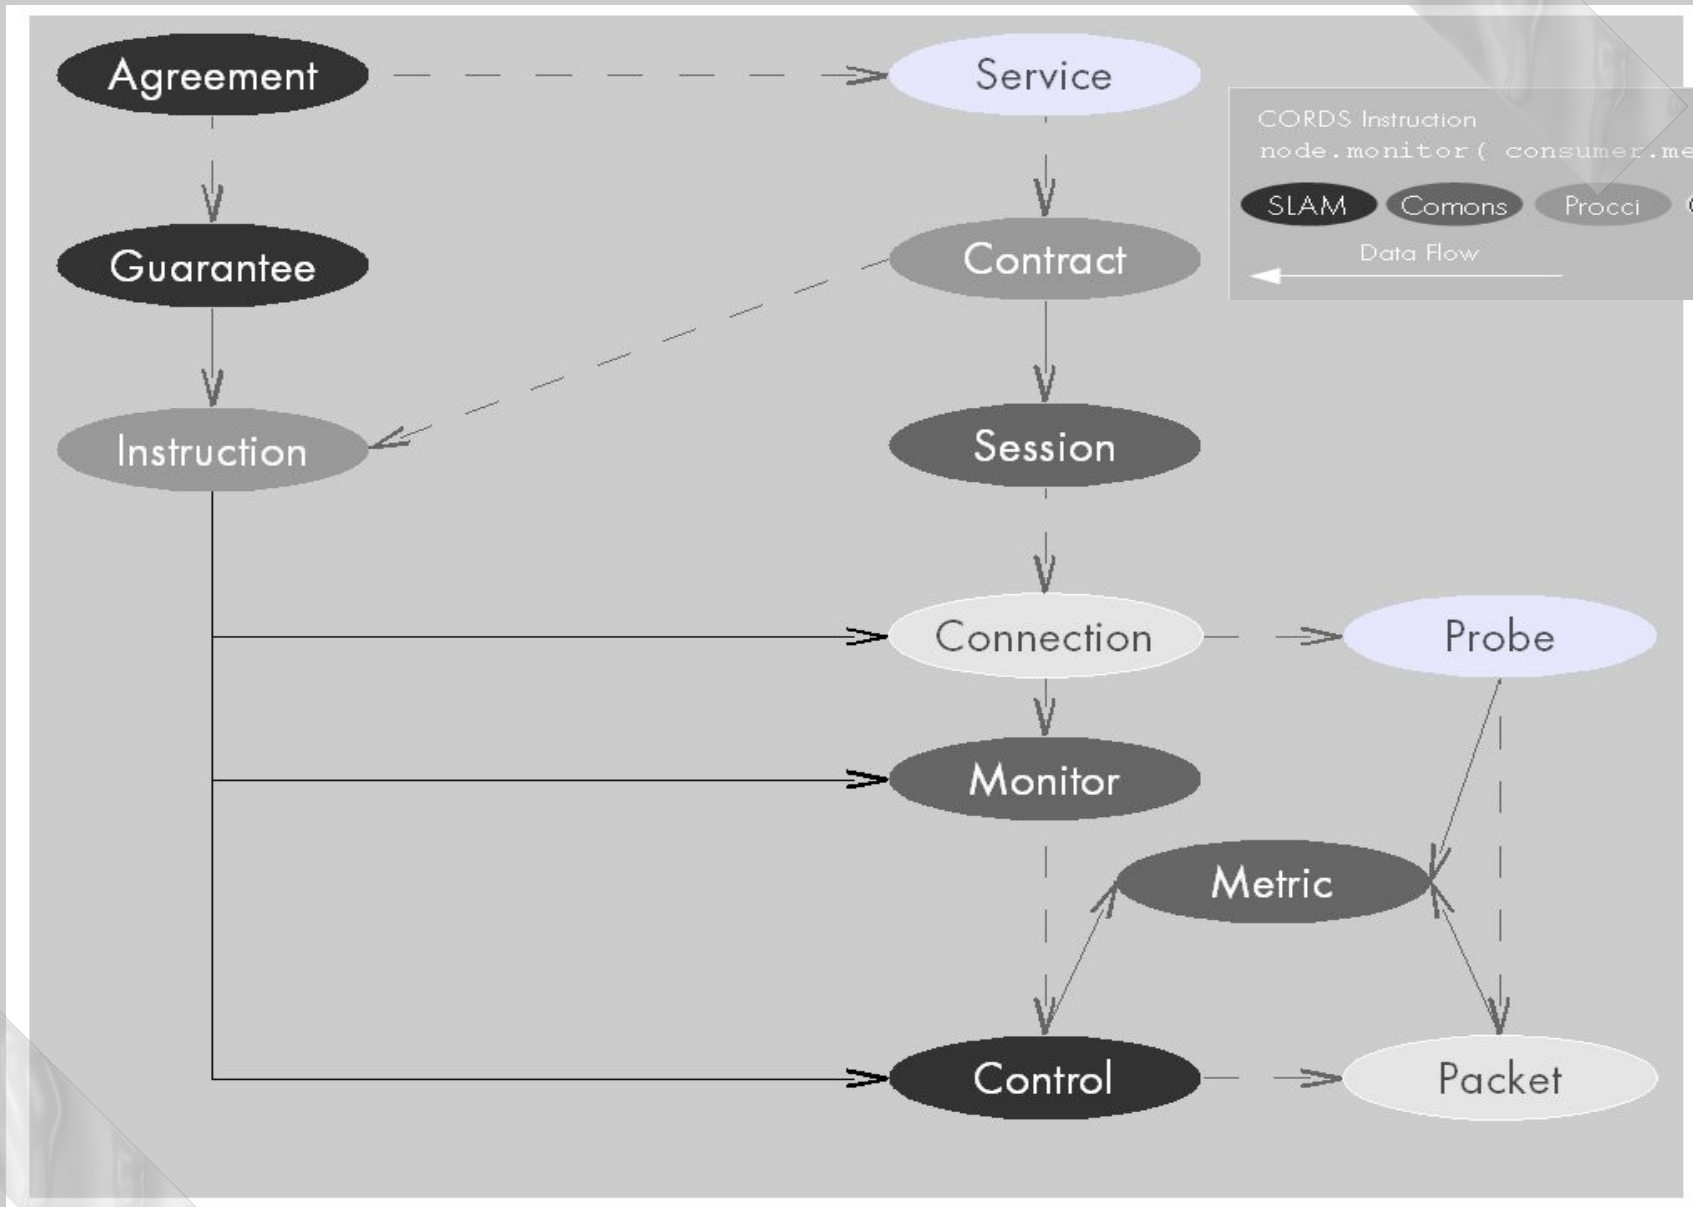 Agreement
Service
CORDS Instruction
node.monitor( consumer.me
SLAM Comons Procci
Data Flow
Guarantee
Contract
Instruction
Session
Connection
Probe
Monitor
Metric
Control
Packet